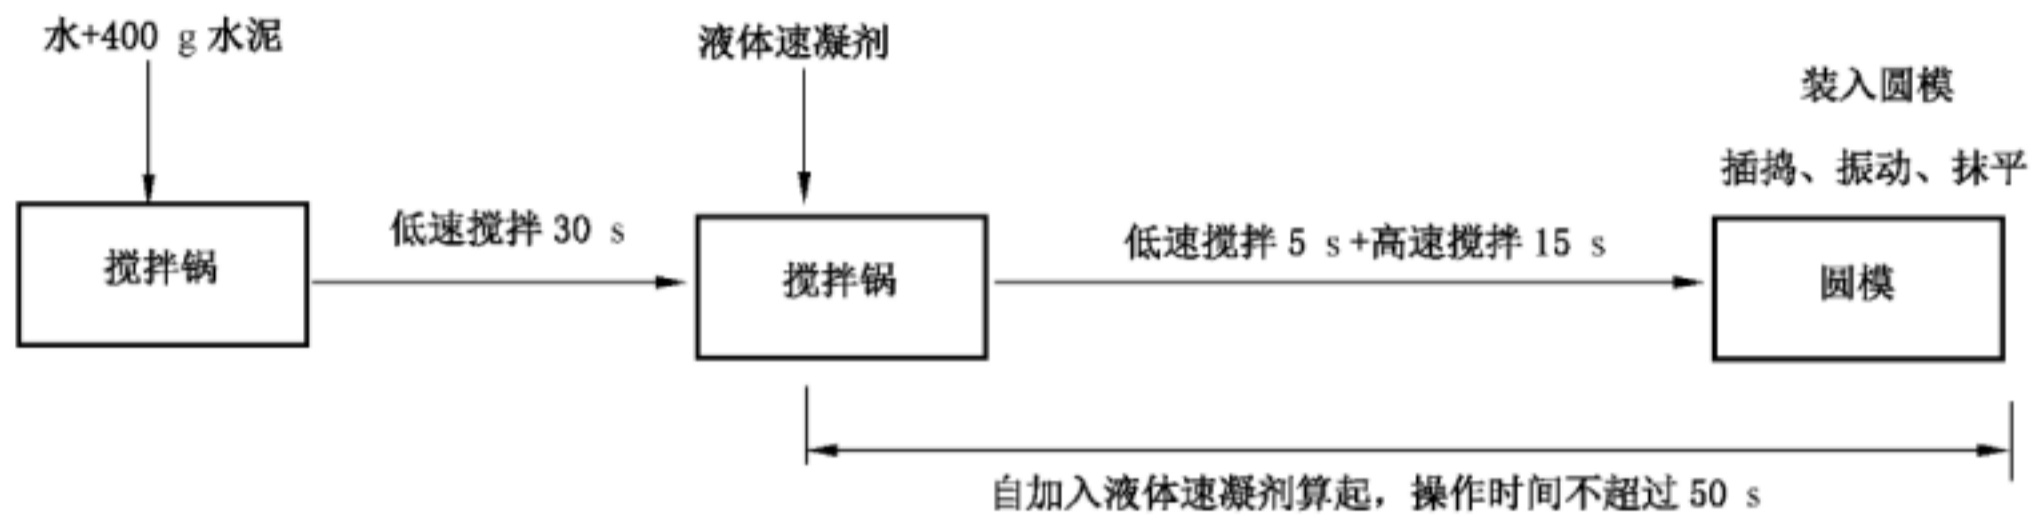 水+400 g 水泥
搅拌锅
低速搅拌 30 s
液体速凝剂
搅拌锅
低速搅拌 5 s+高速搅拌 15 s
装入圆模
插捣、振动、抹平
圆模
自加入液体速凝剂算起，操作时间不超过 50 s